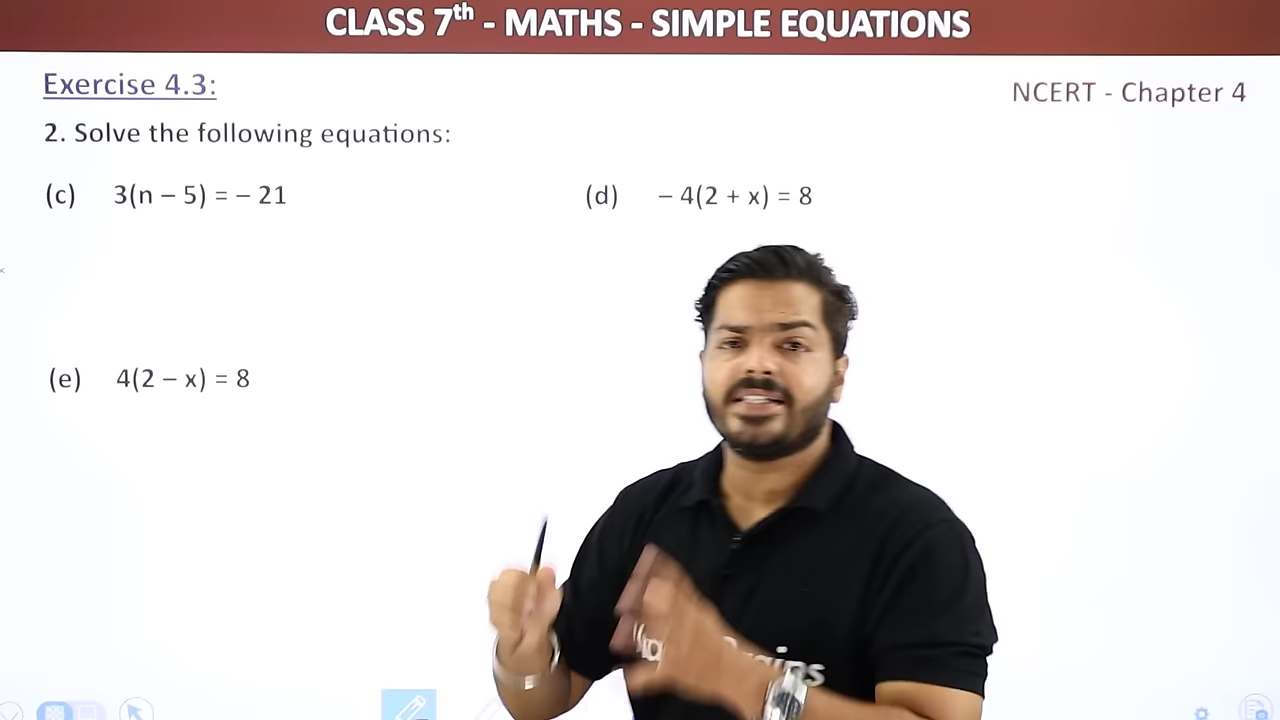 CLASS 7th - MATHS - SIMPLE EQUATIONS
Exercise 4.3:
NCERT - Chapter 4
2. Solve the following equations:
(c) 3(n – 5) = – 21
(d) – 4(2 + x) = 8
(e) 4(2 – x) = 8